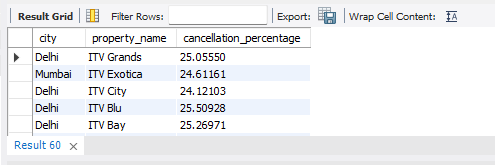 Result Grid Filter Rows: Export: Wrap Cell Content: IA
city property_name cancellation_percentage
Delhi ITV Grands 25.05550
Mumbai ITV Exotica 24.61161
Delhi ITV City 24.12103
Delhi ITV Blu 25.50928
Delhi ITV Bay 25.26971
Result 60 ×